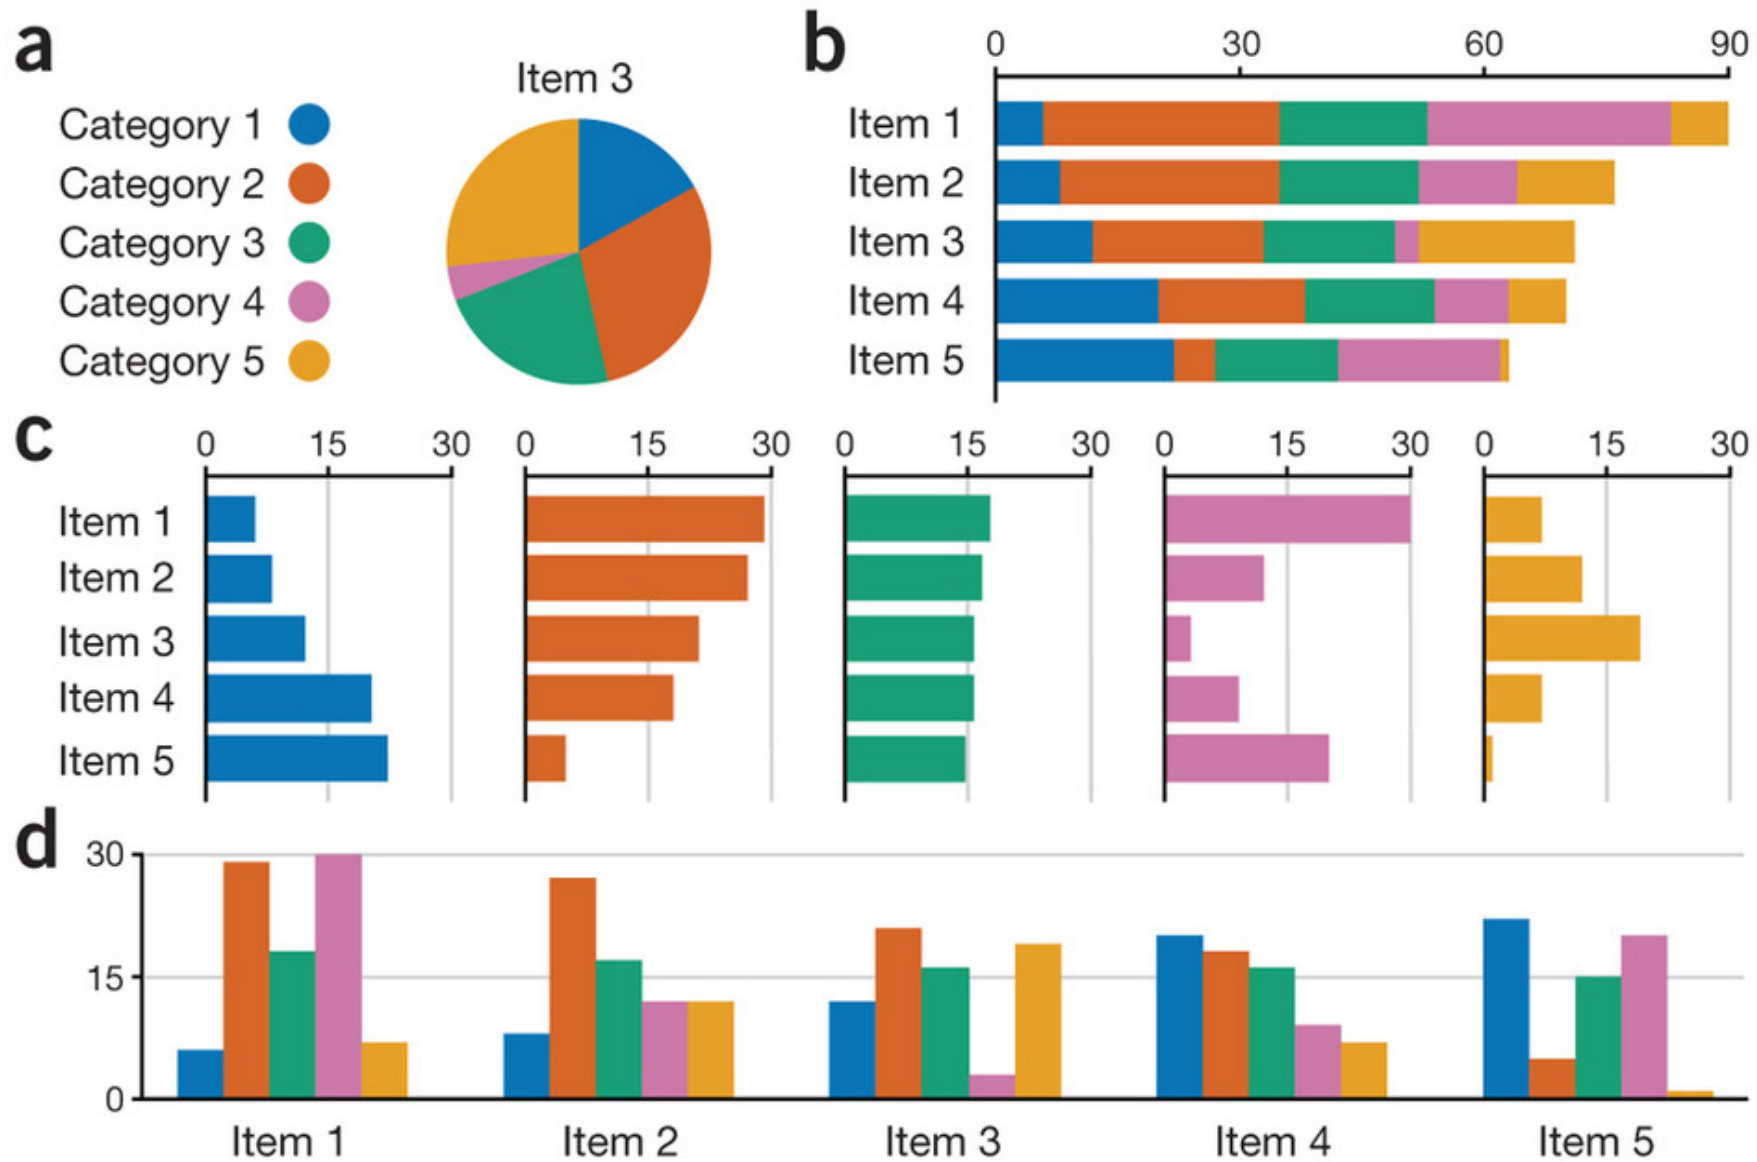 a
Item 3
Category 1
Category 2
Category 3
Category 4
Category 5
b
0 30 60 90
Item 1
Item 2
Item 3
Item 4
Item 5
c
0 15 30 0 15 30 0 15 30 0 15 30 0 15 30
Item 1
Item 2
Item 3
Item 4
Item 5
d
30
15
0
Item 1 Item 2 Item 3 Item 4 Item 5